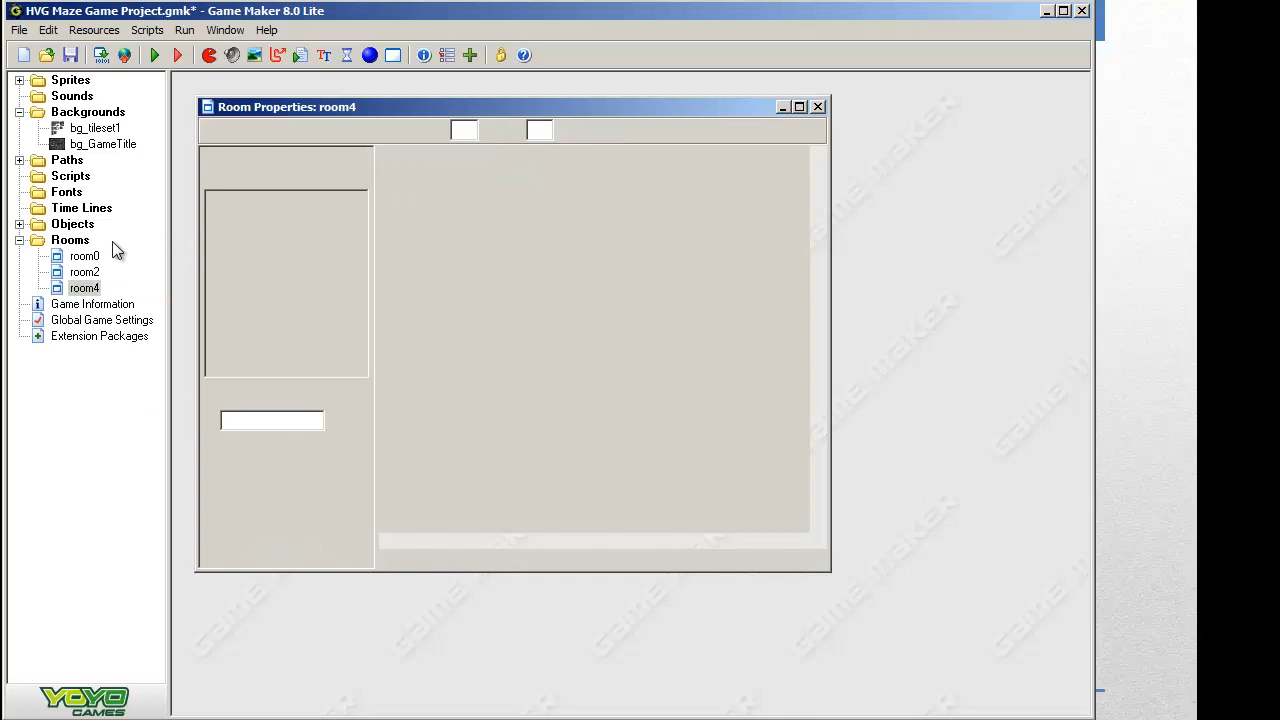 HVG Maze Game Project.gmk* - Game Maker 8.0 Lite
File Edit Resources Scripts Run Window Help
Sprites
Sounds
Backgrounds
bg_tileset1
bg_GameTitle
Paths
Scripts
Fonts
Time Lines
Objects
Rooms
room0
room2
room4
Game Information
Global Game Settings
Extension Packages
Room Properties: room4
YOYO
GAMES